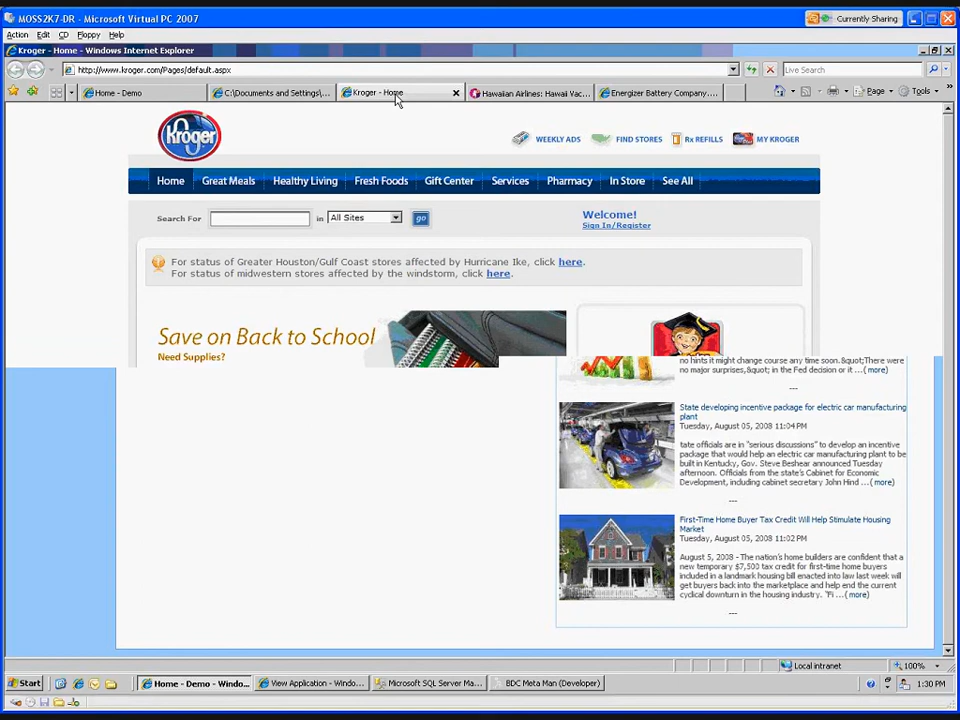 MOSS2K7-DR - Microsoft Virtual PC 2007
Currently Sharing
Action Edit CD Floppy Help
Kroger - Home - Windows Internet Explorer
http://www.kroger.com/Pages/default.aspx
Live Search
Home - Demo
C:\Documents and Settings\...
Kroger - Home
Hawaiian Airlines: Hawaii Vac...
Energizer Battery Company....
Page
Tools
Kroger
WEEKLY ADS
FIND STORES
Rx REFILLS
MY KROGER
Home Great Meals Healthy Living Fresh Foods Gift Center Services Pharmacy In Store See All
Search For in All Sites go
Welcome!
Sign In/Register
For status of Greater Houston/Gulf Coast stores affected by Hurricane Ike, click here.
For status of midwestern stores affected by the windstorm, click here.
Save on Back to School
Need Supplies?
no hints it might change course any time soon.&quot;There were
no major surprises,&quot; in the Fed decision or it ...( more)
---
State developing incentive package for electric car manufacturing
plant
Tuesday, August 05, 2008 11:04 PM
tate officials are in "serious discussions" to develop an incentive
package that would help an electric car manufacturing plant to be
built in Kentucky, Gov. Steve Beshear announced Tuesday
afternoon. Officials from the state's Cabinet for Economic
Development, including cabinet secretary John Hind ...( more)
---
First-Time Home Buyer Tax Credit Will Help Stimulate Housing
Market
Tuesday, August 05, 2008 11:02 PM
August 5, 2008 - The nation's home builders are confident that a
new temporary $7,500 tax credit for first-time home buyers
included in a landmark housing bill enacted into law last week will
get buyers back into the marketplace and help end the current
cyclical downturn in the housing industry. "Fi ...( more)
---
Local intranet
100%
Start
Home - Demo - Windo...
View Application - Windo...
Microsoft SQL Server Ma...
BDC Meta Man (Developer)
1:30 PM